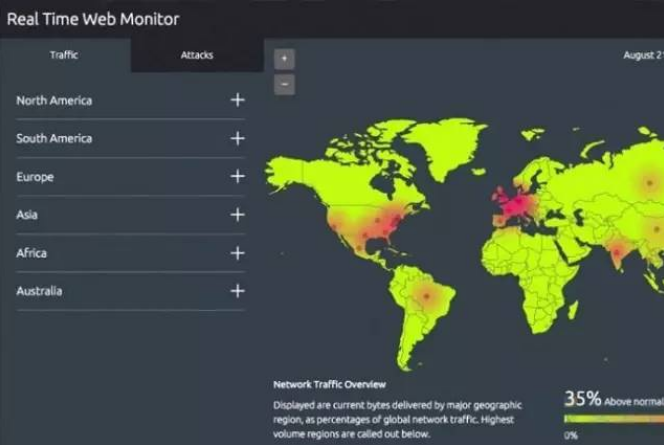 Real Time Web Monitor
Traffic
Attacks
+
−
August 21
North America +
South America +
Europe +
Asia +
Africa +
Australia +
Network Traffic Overview
Displayed are current bytes delivered by major geographic
region, as percentages of global network traffic. Highest
volume regions are called out below.
35% Above normal
0%